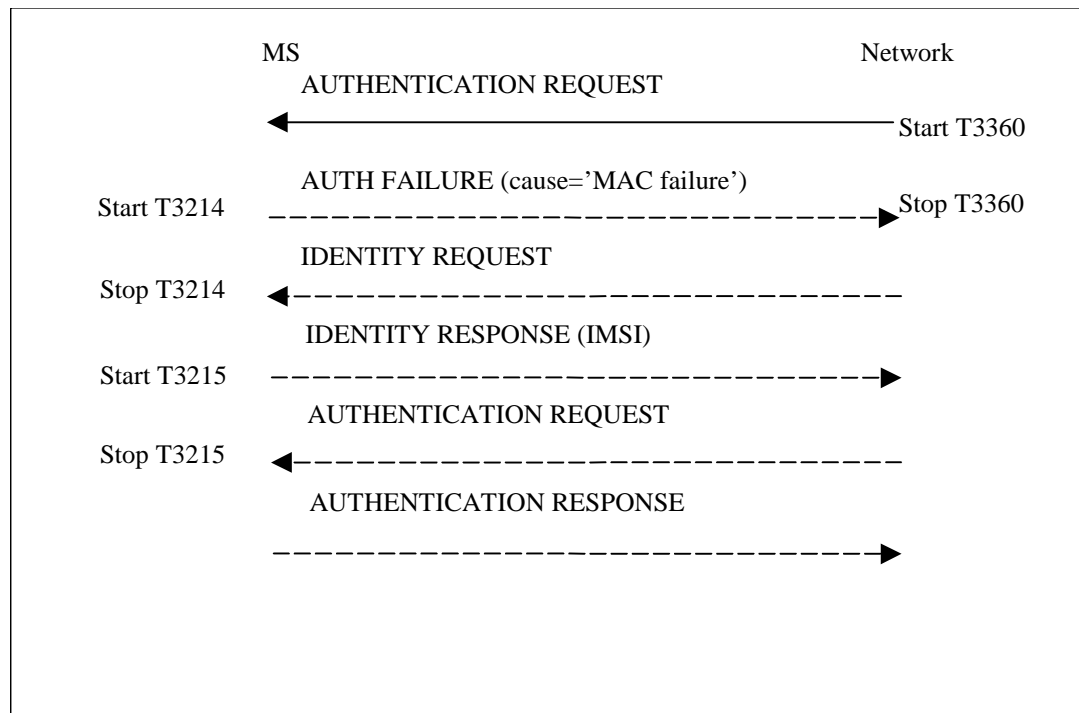 MS Network
AUTHENTICATION REQUEST
Start T3360
AUTH FAILURE (cause=’MAC failure’)
Start T3214 Stop T3360
IDENTITY REQUEST
Stop T3214
IDENTITY RESPONSE (IMSI)
Start T3215
AUTHENTICATION REQUEST
Stop T3215
AUTHENTICATION RESPONSE